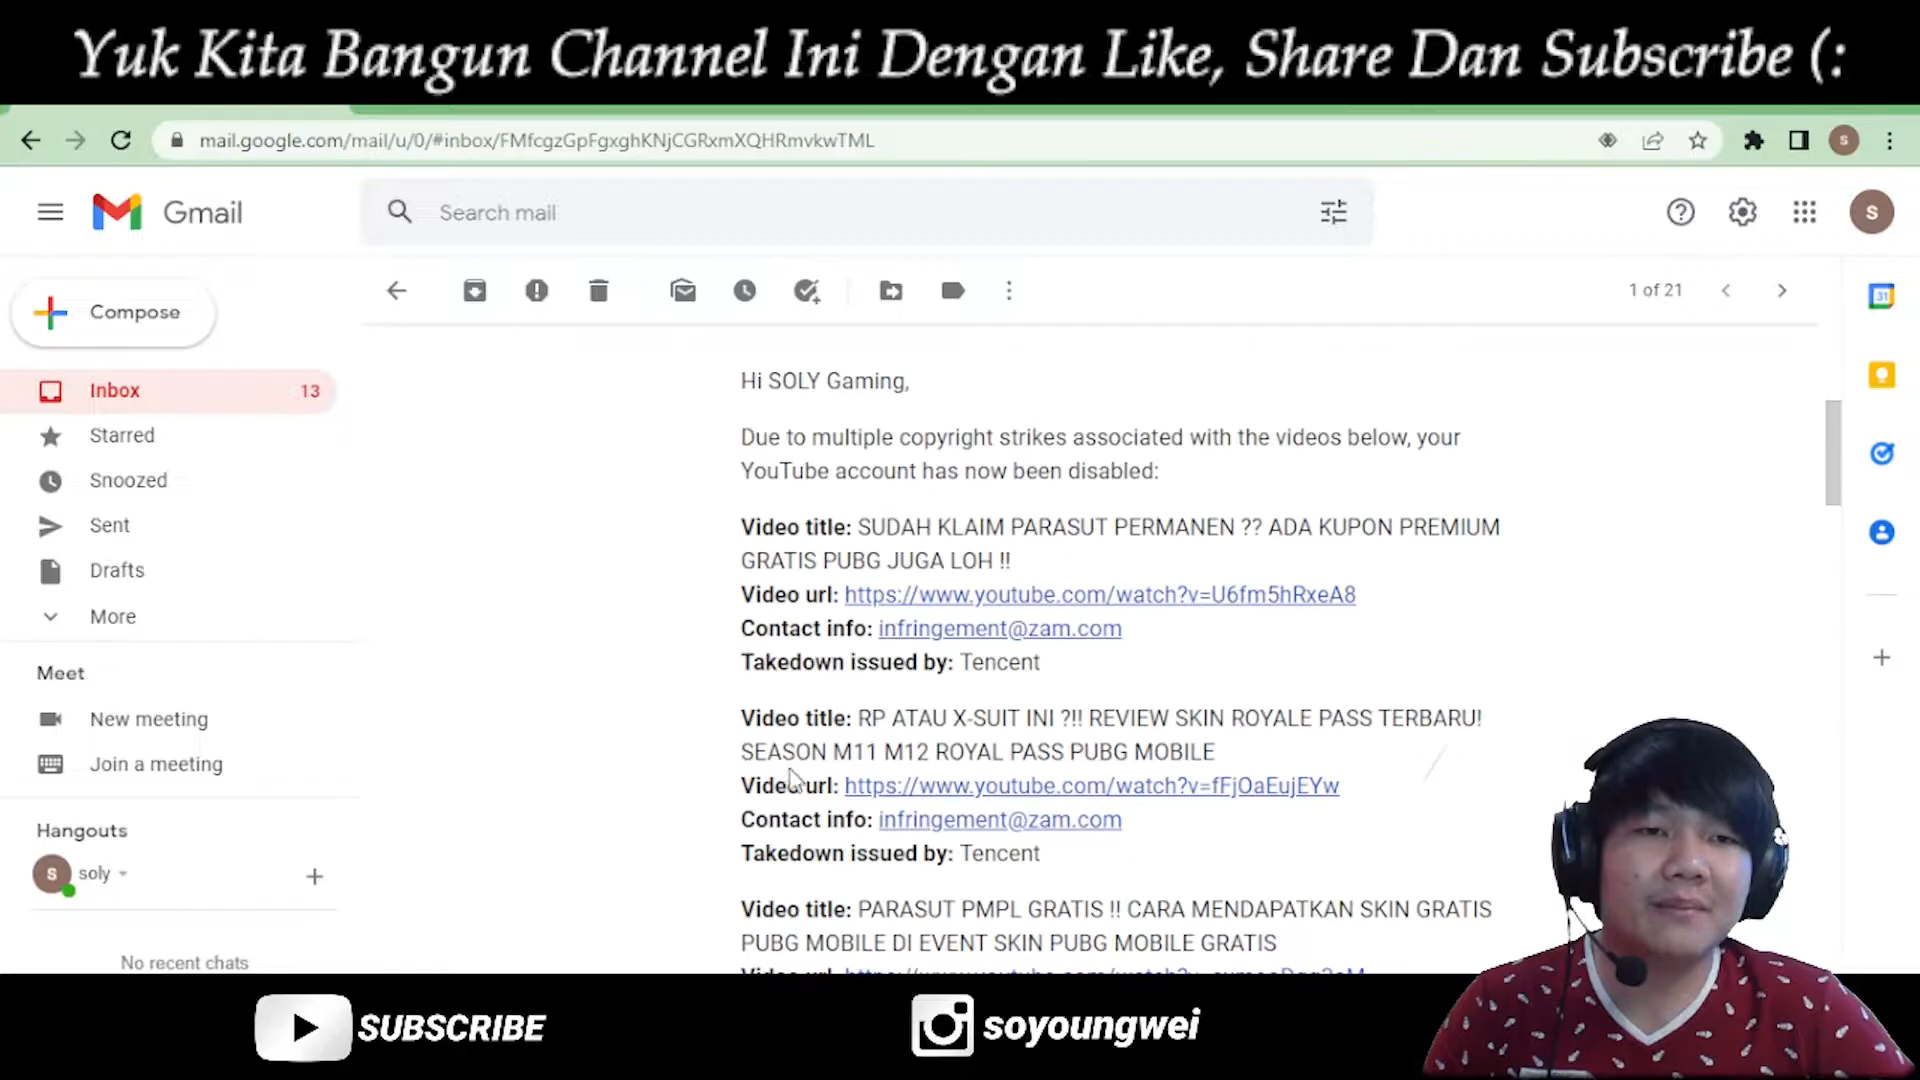 Yuk Kita Bangun Channel Ini Dengan Like, Share Dan Subscribe (:
mail.google.com/mail/u/0/#inbox/FMfcgzGpFgxghKNjCGRxmXQHRmvkwTML
S
Gmail
Search mail
S
Compose
1 of 21
31
Inbox 13
Starred
Snoozed
Sent
Drafts
More
Meet
New meeting
Join a meeting
Hangouts
S soly
No recent chats
Hi SOLY Gaming,
Due to multiple copyright strikes associated with the videos below, your
YouTube account has now been disabled:
Video title: SUDAH KLAIM PARASUT PERMANEN ?? ADA KUPON PREMIUM
GRATIS PUBG JUGA LOH !!
Video url: https://www.youtube.com/watch?v=U6fm5hRxeA8
Contact info: infringement@zam.com
Takedown issued by: Tencent
Video title: RP ATAU X-SUIT INI ?!! REVIEW SKIN ROYALE PASS TERBARU!
SEASON M11 M12 ROYAL PASS PUBG MOBILE
Video url: https://www.youtube.com/watch?v=fFjOaEujEYw
Contact info: infringement@zam.com
Takedown issued by: Tencent
Video title: PARASUT PMPL GRATIS !! CARA MENDAPATKAN SKIN GRATIS
PUBG MOBILE DI EVENT SKIN PUBG MOBILE GRATIS
Video url:
SUBSCRIBE
soyoungwei